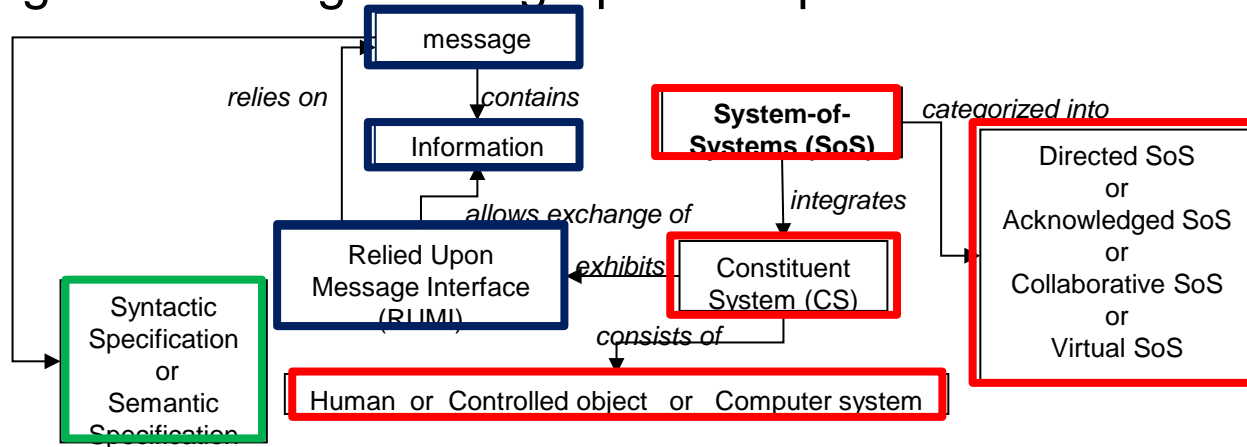 message
relies on
contains
System-of-
Systems (SoS)
categorized into
Information
Directed SoS
or
Acknowledged SoS
or
Collaborative SoS
or
Virtual SoS
integrates
allows exchange of
Relied Upon
Message Interface
(RUMI)
exhibits
Constituent
System (CS)
Syntactic
Specification
or
Semantic
Specification
consists of
Human or Controlled object or Computer system